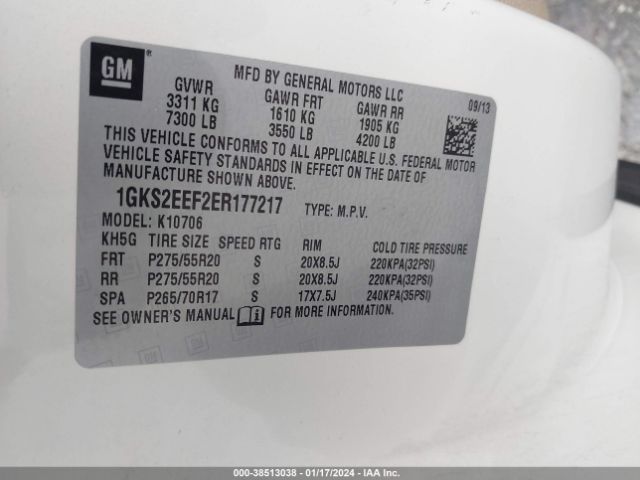 GM
MFD BY GENERAL MOTORS LLC
09/13
GVWR GAWR FRT GAWR RR
3311 KG 1610 KG 1905 KG
7300 LB 3550 LB 4200 LB
THIS VEHICLE CONFORMS TO ALL APPLICABLE U.S. FEDERAL MOTOR
VEHICLE SAFETY STANDARDS IN EFFECT ON THE DATE OF
MANUFACTURE SHOWN ABOVE.
1GKS2EEF2ER177217 TYPE: M.P.V.
MODEL: K10706
KH5G TIRE SIZE SPEED RTG RIM COLD TIRE PRESSURE
FRT P275/55R20 S 20X8.5J 220KPA(32PSI)
RR P275/55R20 S 20X8.5J 220KPA(32PSI)
SPA P265/70R17 S 17X7.5J 240KPA(35PSI)
SEE OWNER'S MANUAL FOR MORE INFORMATION.
000-38513038 - 01/17/2024 - IAAI.COM